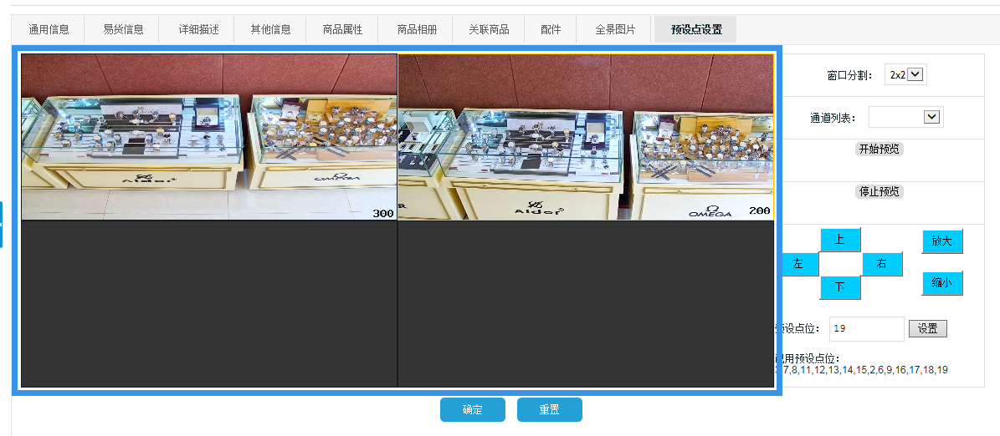 通用信息 易货信息 详细描述 其他信息 商品属性 商品相册 关联商品 配件 全景图片 预设点设置
Aldor®
OMEGA
300
Aldor®
OMEGA
200
窗口分割： 2x2
通道列表：
开始预览
停止预览
上
左 右
下
放大
缩小
预设点位： 19 设置
已用预设点位：
7,8,11,12,13,14,15,2,6,9,16,17,18,19
确定 重置